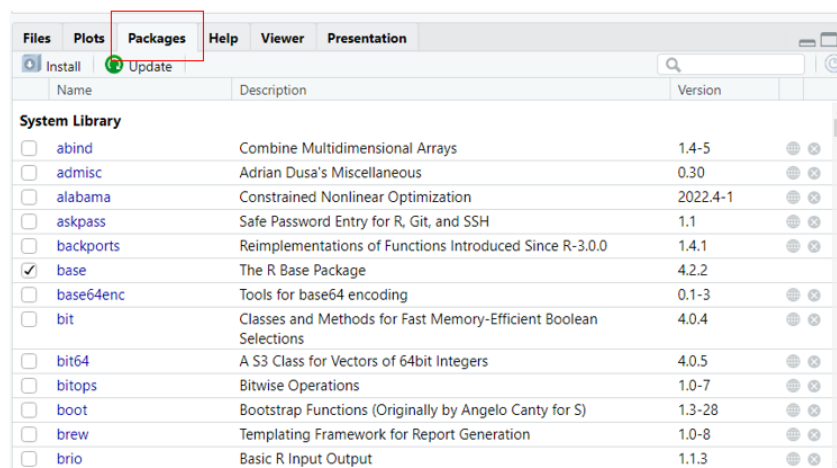 Files Plots Packages Help Viewer Presentation
Install Update
Name Description Version
System Library
abind Combine Multidimensional Arrays 1.4-5
admisc Adrian Dusa's Miscellaneous 0.30
alabama Constrained Nonlinear Optimization 2022.4-1
askpass Safe Password Entry for R, Git, and SSH 1.1
backports Reimplementations of Functions Introduced Since R-3.0.0 1.4.1
base The R Base Package 4.2.2
base64enc Tools for base64 encoding 0.1-3
bit Classes and Methods for Fast Memory-Efficient Boolean 4.0.4
Selections
bit64 A S3 Class for Vectors of 64bit Integers 4.0.5
bitops Bitwise Operations 1.0-7
boot Bootstrap Functions (Originally by Angelo Canty for S) 1.3-28
brew Templating Framework for Report Generation 1.0-8
brio Basic R Input Output 1.1.3